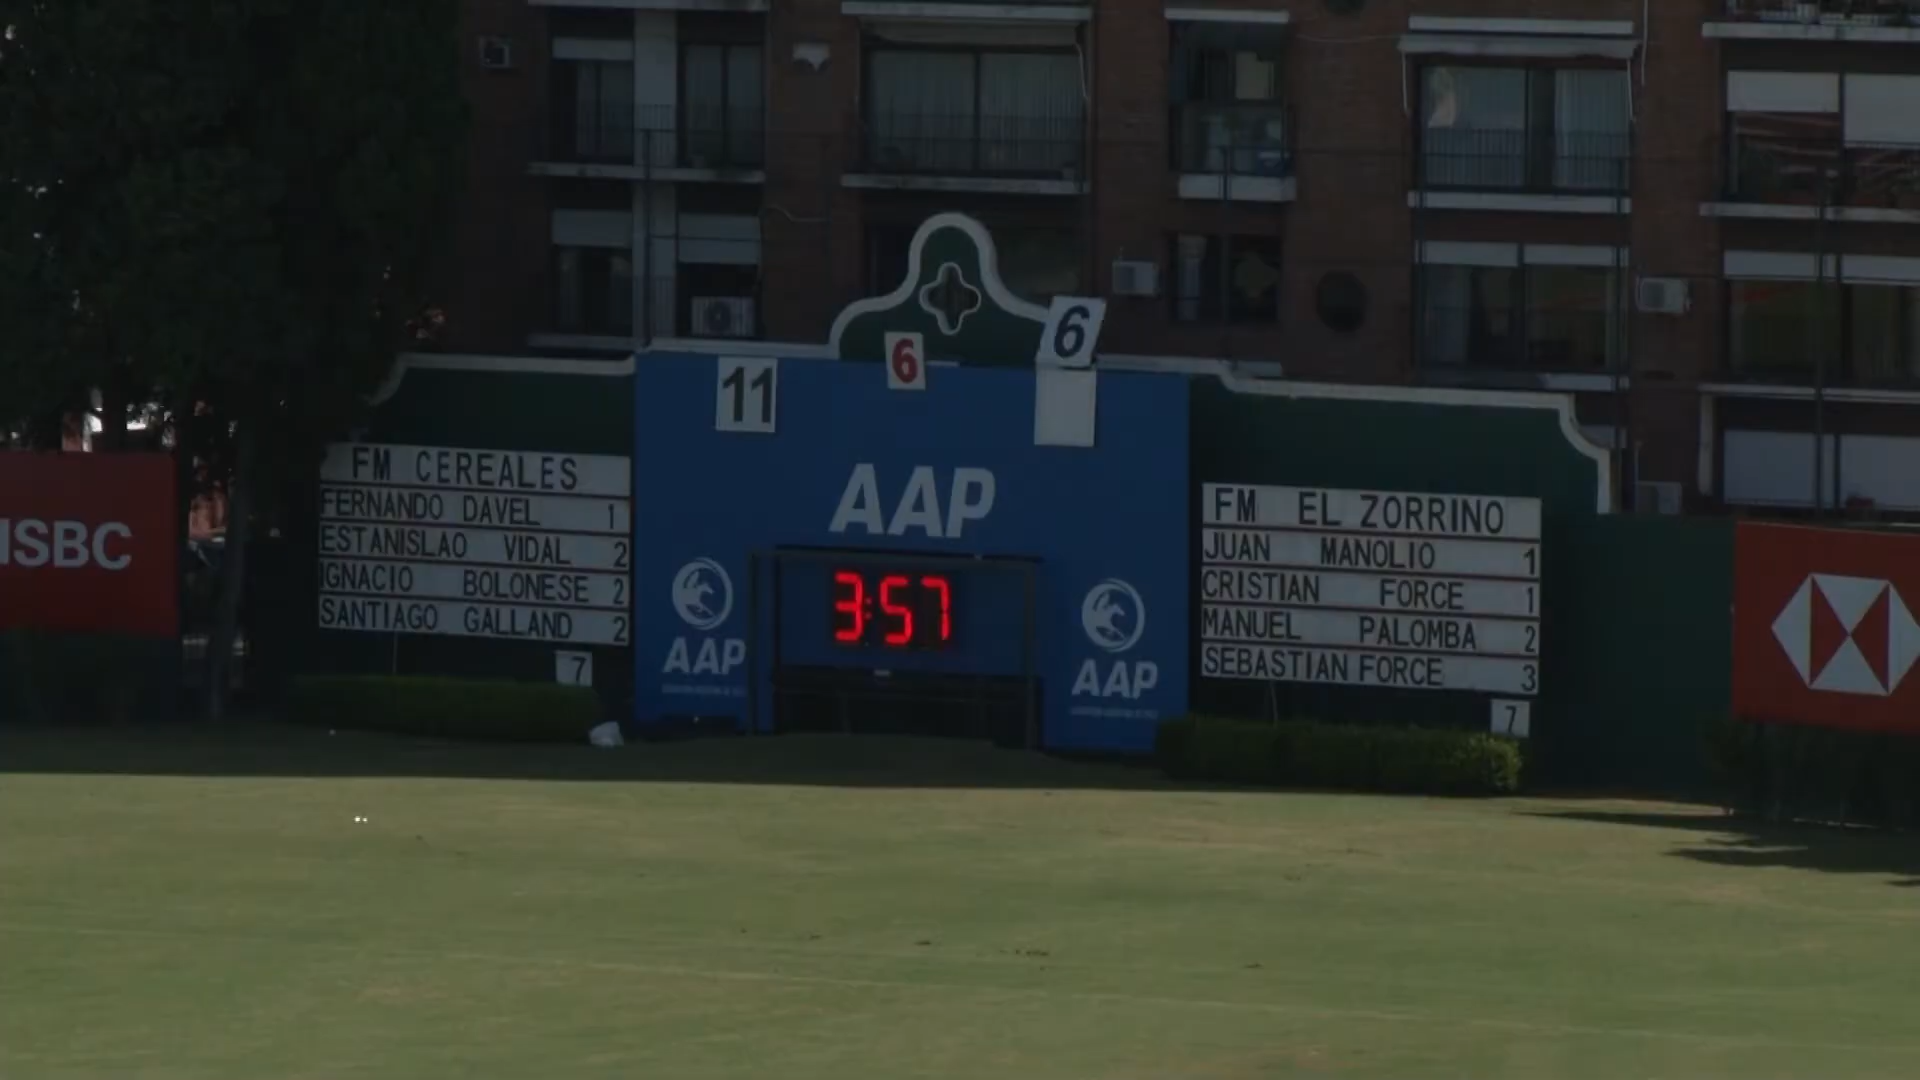 11
6
6
AAP
FM CEREALES
FERNANDO DAVEL 1
ESTANISLAO VIDAL 2
IGNACIO BOLONESE 2
SANTIAGO GALLAND 2
7
HSBC
3:57
AAP
AAP
FM EL ZORRINO
JUAN MANOLIO 1
CRISTIAN FORCE 1
MANUEL PALOMBA 2
SEBASTIAN FORCE 3
7